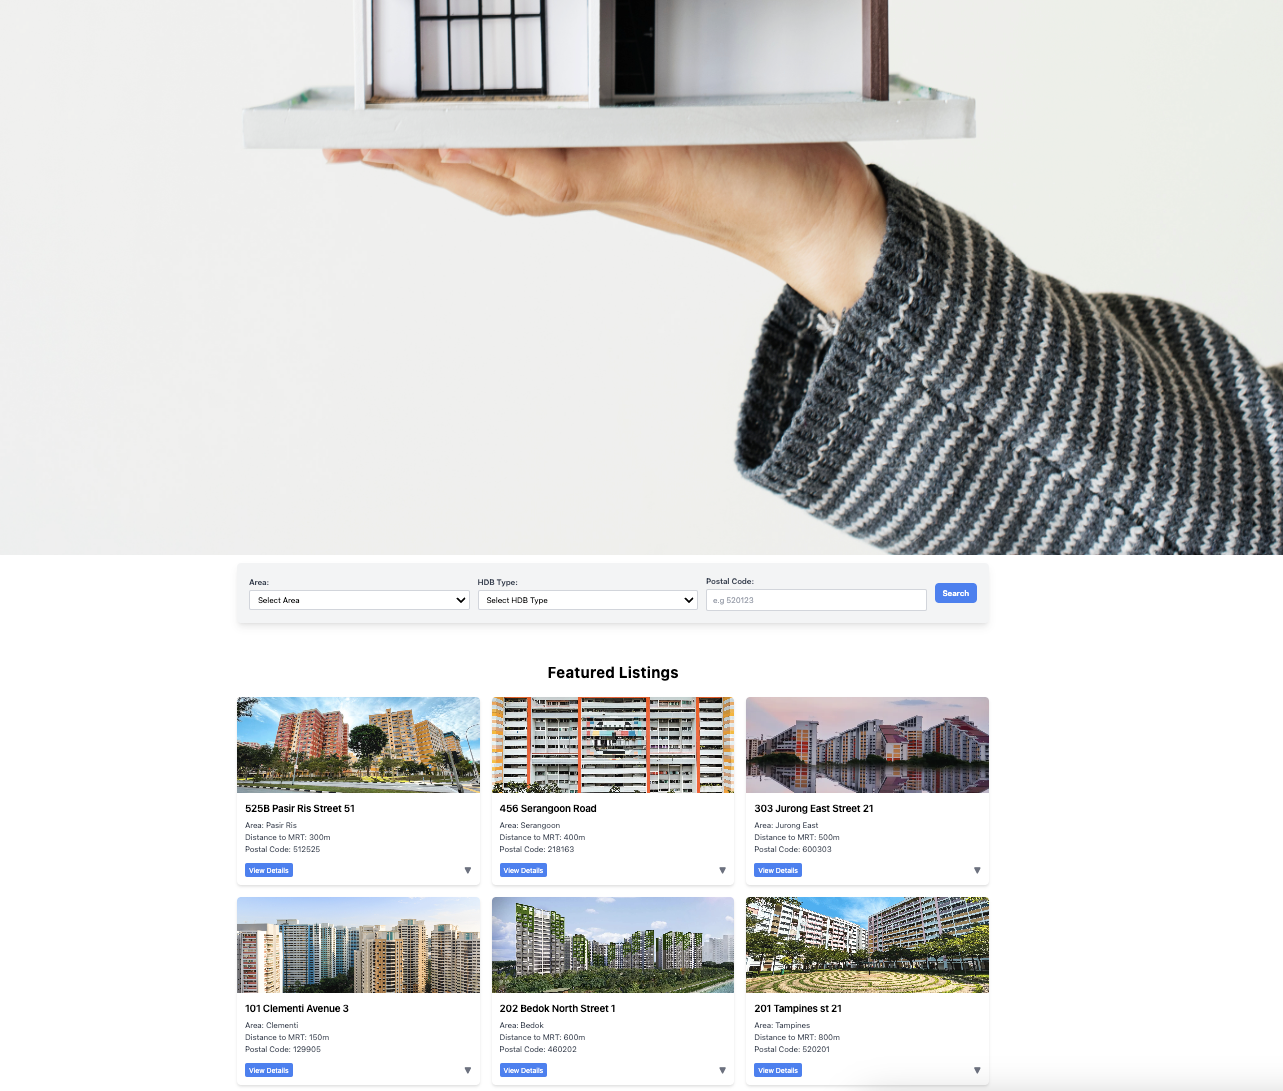 Area:
HDB Type:
Postal Code:
Select Area
Select HDB Type
e.g 520123
Search
Featured Listings
525B Pasir Ris Street 51
Area: Pasir Ris
Distance to MRT: 300m
Postal Code: 512525
View Details
456 Serangoon Road
Area: Serangoon
Distance to MRT: 400m
Postal Code: 218163
View Details
303 Jurong East Street 21
Area: Jurong East
Distance to MRT: 500m
Postal Code: 600303
View Details
101 Clementi Avenue 3
Area: Clementi
Distance to MRT: 150m
Postal Code: 129905
View Details
202 Bedok North Street 1
Area: Bedok
Distance to MRT: 600m
Postal Code: 460202
View Details
201 Tampines st 21
Area: Tampines
Distance to MRT: 800m
Postal Code: 520201
View Details